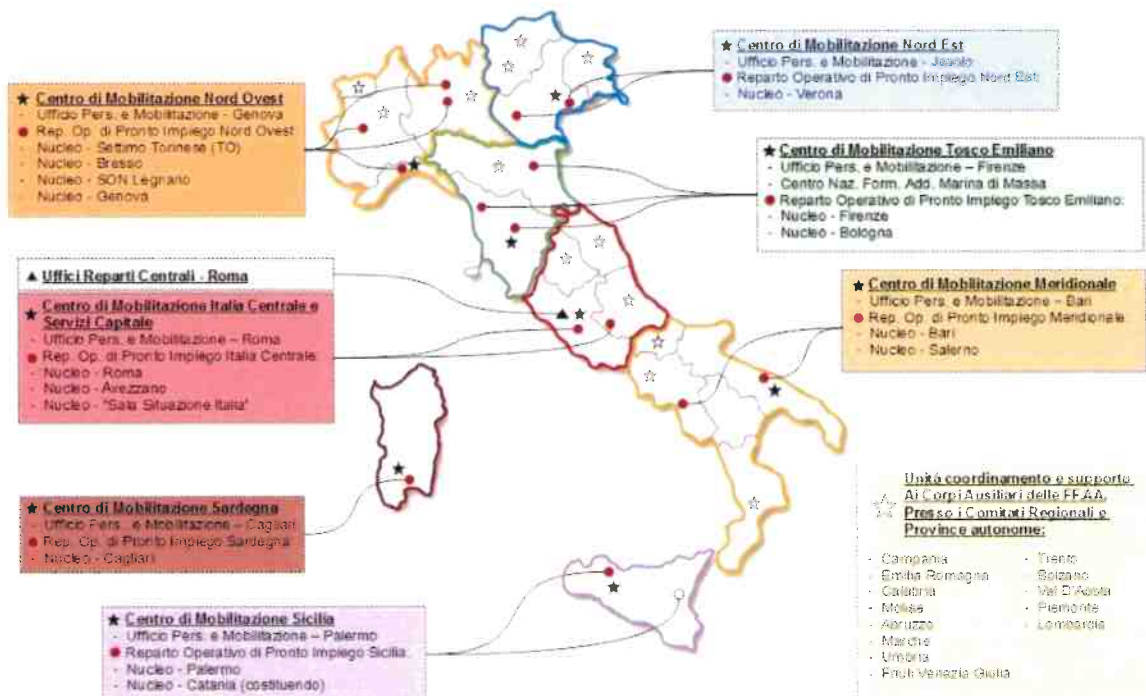 ★ Centro di Mobilitazione Nord Ovest
- Ufficio Pers. e Mobilitazione - Genova
● Rep. Op. di Pronto Impiego Nord Ovest:
- Nucleo - Settimo Torinese (TO)
- Nucleo - Bresso
- Nucleo - SON Legnano
- Nucleo - Genova
★ Centro di Mobilitazione Nord Est
- Ufficio Pers. e Mobilitazione - Jesolo
● Reparto Operativo di Pronto Impiego Nord Est:
- Nucleo - Verona
★ Centro di Mobilitazione Tosco Emiliano
- Ufficio Pers. e Mobilitazione – Firenze
- Centro Naz. Form. Add. Marina di Massa
● Reparto Operativo di Pronto Impiego Tosco Emiliano:
- Nucleo - Firenze
- Nucleo - Bologna
▲ Uffici Reparti Centrali - Roma
★ Centro di Mobilitazione Italia Centrale e
Servizi Capitale
- Ufficio Pers. e Mobilitazione – Roma
● Rep. Op. di Pronto Impiego Italia Centrale:
- Nucleo - Roma
- Nucleo - Avezzano
- Nucleo - "Sala Situazione Italia"
★ Centro di Mobilitazione Meridionale
- Ufficio Pers. e Mobilitazione – Bari
● Rep. Op. di Pronto Impiego Meridionale:
- Nucleo - Bari
- Nucleo - Salerno
★ Centro di Mobilitazione Sardegna
- Ufficio Pers. e Mobilitazione – Cagliari
● Rep. Op. di Pronto Impiego Sardegna:
- Nucleo - Cagliari
★ Centro di Mobilitazione Sicilia
- Ufficio Pers. e Mobilitazione – Palermo
● Reparto Operativo di Pronto Impiego Sicilia:
- Nucleo - Palermo
- Nucleo - Catania (costituendo)
☆ Unità coordinamento e supporto
Ai Corpi Ausiliari delle FF.AA.
Presso i Comitati Regionali e
Province autonome:
- Campania
- Emilia Romagna
- Calabria
- Molise
- Abruzzo
- Marche
- Umbria
- Friuli Venezia Giulia
- Trento
- Bolzano
- Val D'Aosta
- Piemonte
- Lombardia